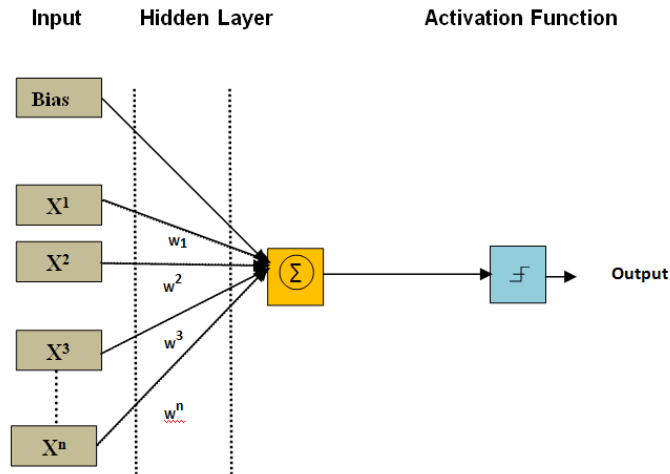 Input Hidden Layer Activation Function
Bias
X¹
w₁
X²
Σ
Output
w²
X³
w³
wⁿ
Xⁿ